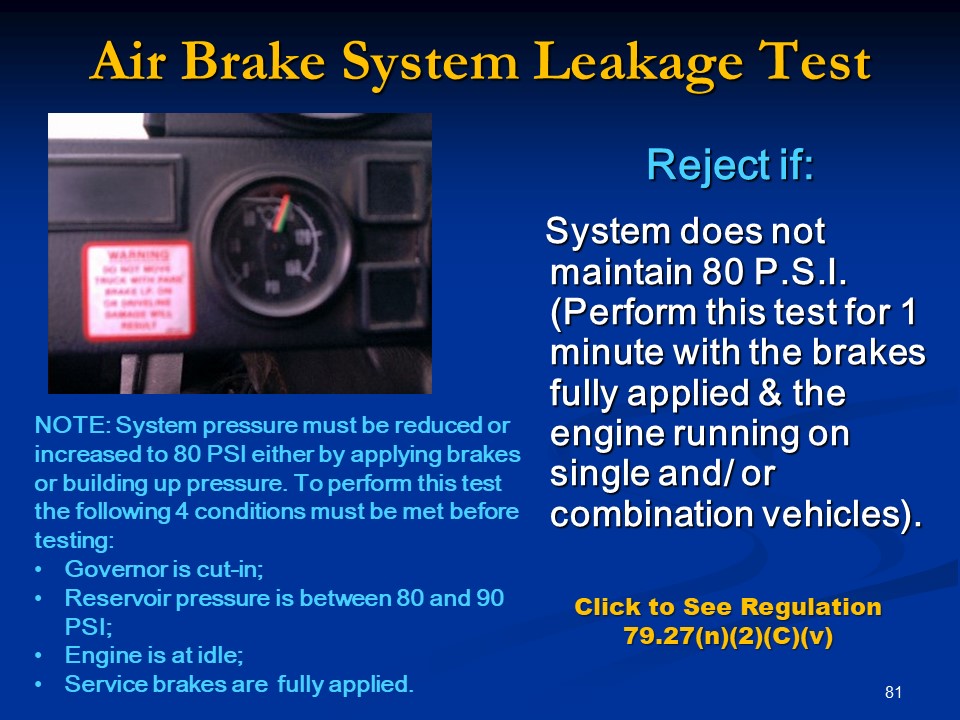 Air Brake System Leakage Test
WARNING
DO NOT MOVE
TRUCK WITH PARK
BRAKE
OR DRIVELINE
DAMAGE WILL
RESULT
PSI
Reject if:
System does not
maintain 80 P.S.I.
(Perform this test for 1
minute with the brakes
fully applied & the
engine running on
single and/ or
combination vehicles).
NOTE: System pressure must be reduced or
increased to 80 PSI either by applying brakes
or building up pressure. To perform this test
the following 4 conditions must be met before
testing:
• Governor is cut-in;
• Reservoir pressure is between 80 and 90
PSI;
• Engine is at idle;
• Service brakes are fully applied.
Click to See Regulation
79.27(n)(2)(C)(v)
81